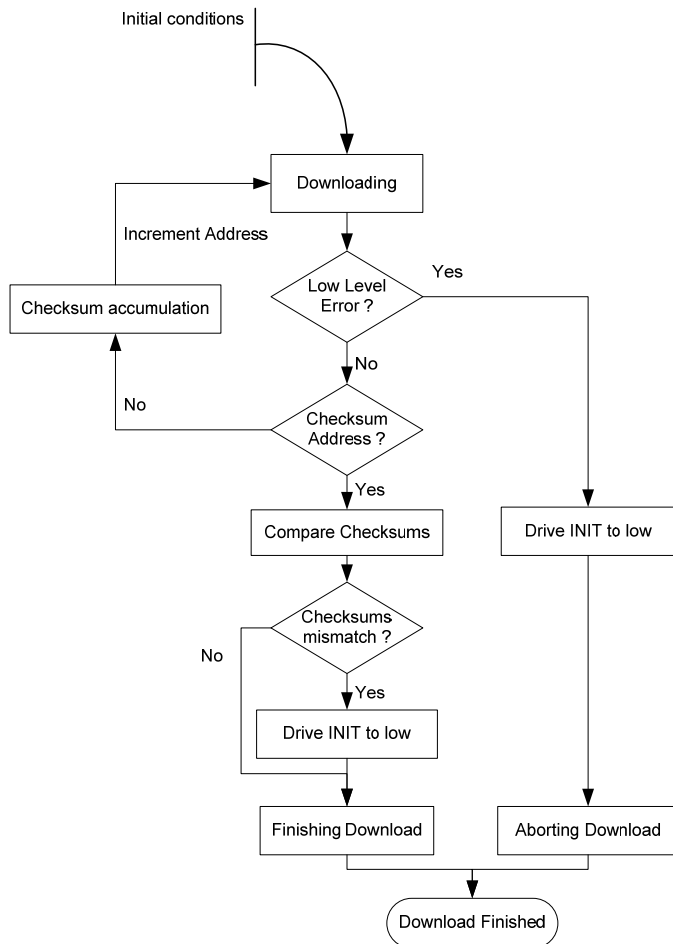 Initial conditions
Downloading
Increment Address
Low Level
Error ?
Yes
Checksum accumulation
No
No
Checksum
Address ?
Yes
Compare Checksums
Drive INIT to low
Checksums
mismatch ?
No
Yes
Drive INIT to low
Finishing Download
Aborting Download
Download Finished